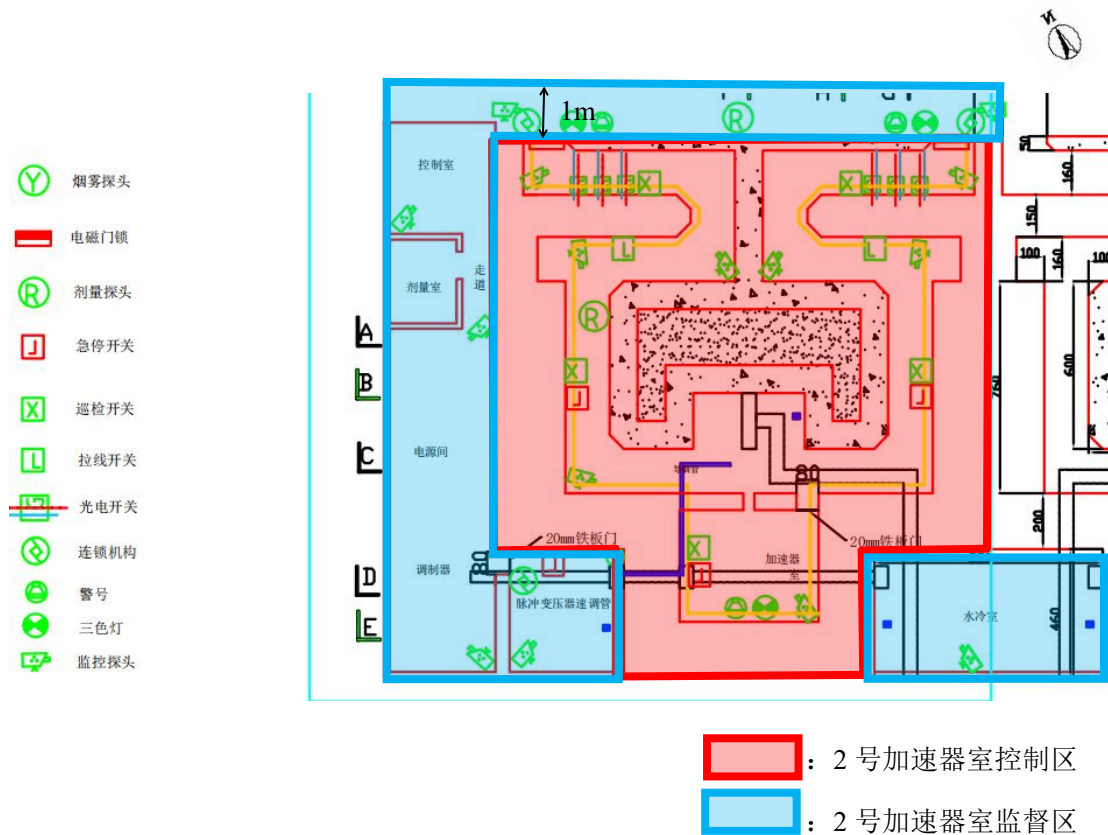 N
1m
Y 烟雾探头
电磁门锁
R 剂量探头
J 急停开关
X 巡检开关
L 拉线开关
光电开关
连锁机构
警号
三色灯
监控探头
R
控制室
X
X
L
L
走道
剂量室
R
A
B
C
D
E
X
X
J
J
电源间
80
20mm铁板门
20mm铁板门
X
J
加速器
室
80
调制器
脉冲变压器速调管
水冷室
460
50
160
150
100
160
100
760
600
200
：2 号加速器室控制区
：2 号加速器室监督区